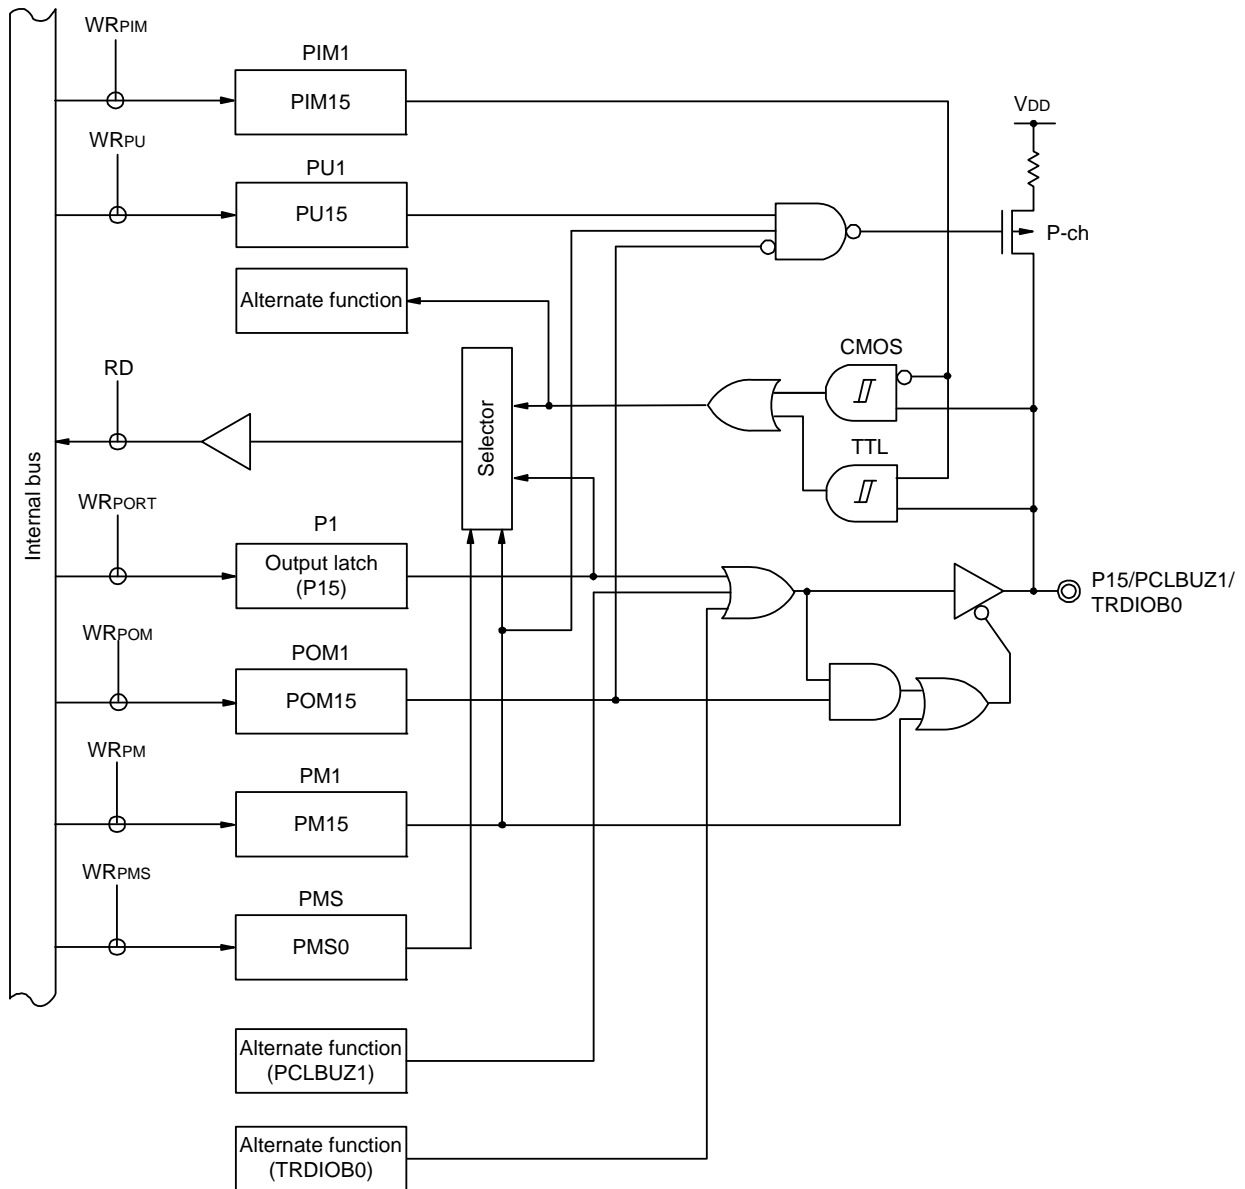 WRPIM
PIM1
PIM15
VDD
WRPU
PU1
PU15
P-ch
Alternate function
CMOS
RD
Selector
TTL
Internal bus
WRPORT
P1
Output latch
(P15)
P15/PCLBUZ1/
TRDIOB0
WRPOM
POM1
POM15
WRPM
PM1
PM15
WRPMS
PMS
PMS0
Alternate function
(PCLBUZ1)
Alternate function
(TRDIOB0)